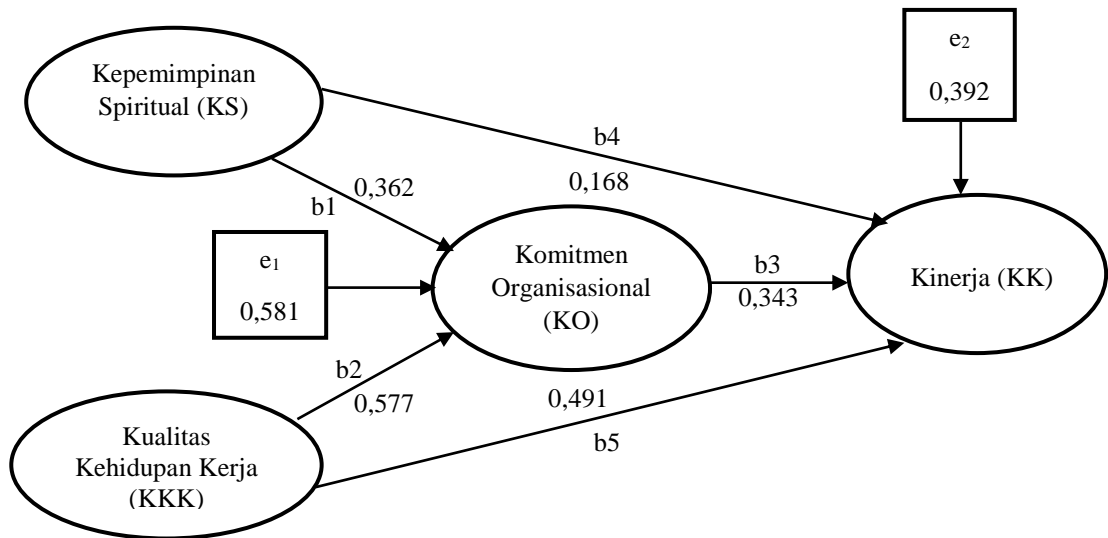 Kepemimpinan
Spiritual (KS)
e₂
0,392
b4
0,168
0,362
b1
e₁
0,581
Komitmen
Organisasional
(KO)
b3
0,343
Kinerja (KK)
b2
0,577
0,491
b5
Kualitas
Kehidupan Kerja
(KKK)